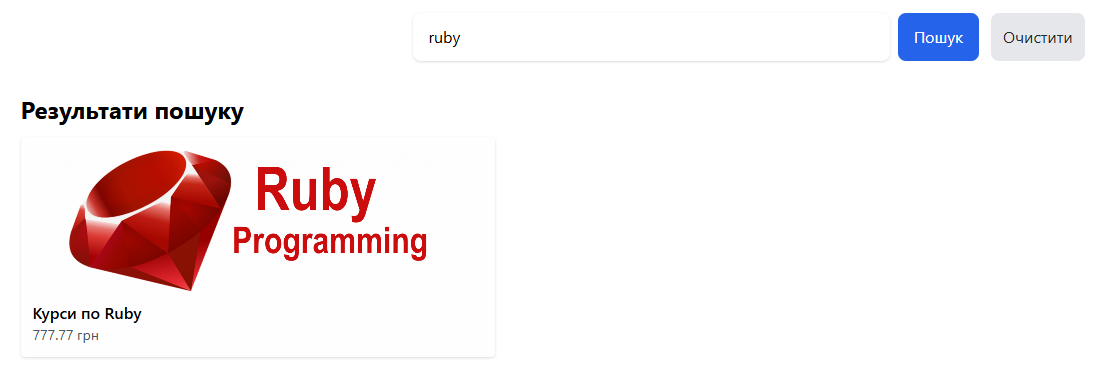 ruby
Пошук
Очистити
Результати пошуку
Ruby
Programming
Курси по Ruby
777.77 грн